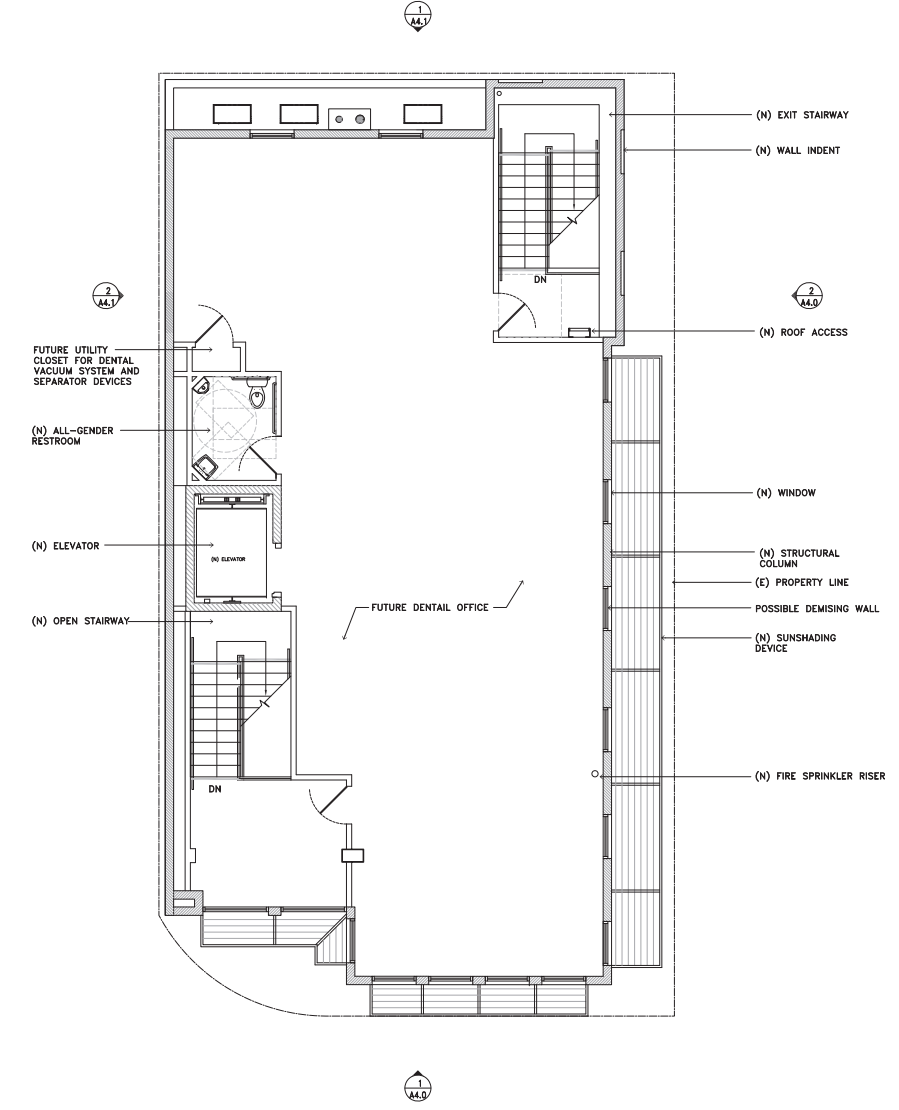 1
A4.1
(N) EXIT STAIRWAY
(N) WALL INDENT
DN
2
A4.1
2
A4.0
(N) ROOF ACCESS
FUTURE UTILITY
CLOSET FOR DENTAL
VACUUM SYSTEM AND
SEPARATOR DEVICES
(N) ALL-GENDER
RESTROOM
(N) WINDOW
(N) ELEVATOR
(N) ELEVATOR
(N) STRUCTURAL
COLUMN
(E) PROPERTY LINE
FUTURE DENTAIL OFFICE
POSSIBLE DEMISING WALL
(N) OPEN STAIRWAY
(N) SUNSHADING
DEVICE
(N) FIRE SPRINKLER RISER
DN
1
A4.0